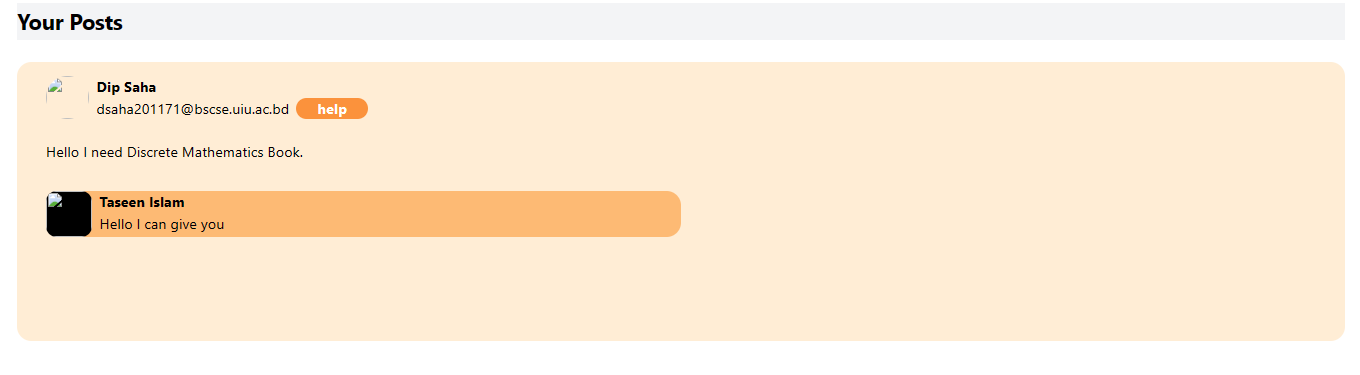 Your Posts
Dip Saha
dsaha201171@bscse.uiu.ac.bd help
Hello I need Discrete Mathematics Book.
Taseen Islam
Hello I can give you